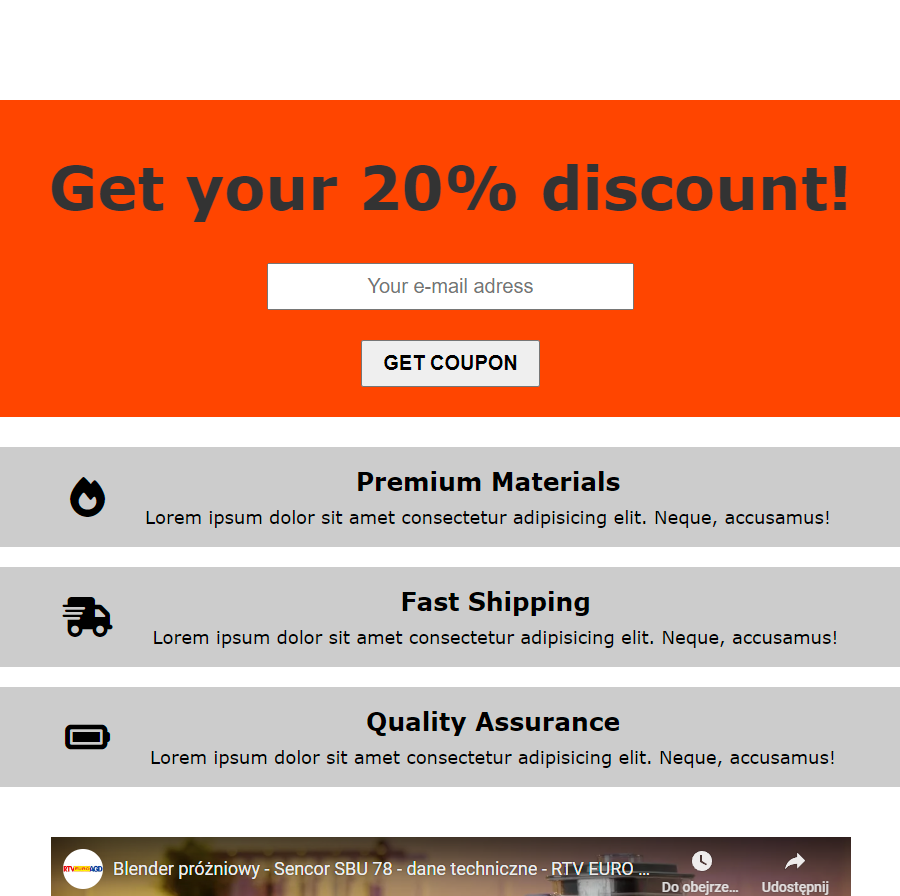 Get your 20% discount!
Your e-mail adress
GET COUPON
Premium Materials
Lorem ipsum dolor sit amet consectetur adipisicing elit. Neque, accusamus!
Fast Shipping
Lorem ipsum dolor sit amet consectetur adipisicing elit. Neque, accusamus!
Quality Assurance
Lorem ipsum dolor sit amet consectetur adipisicing elit. Neque, accusamus!
RTV EURO AGD
Blender próżniowy - Sencor SBU 78 - dane techniczne - RTV EURO ...
Do obejrze...
Udostępnij